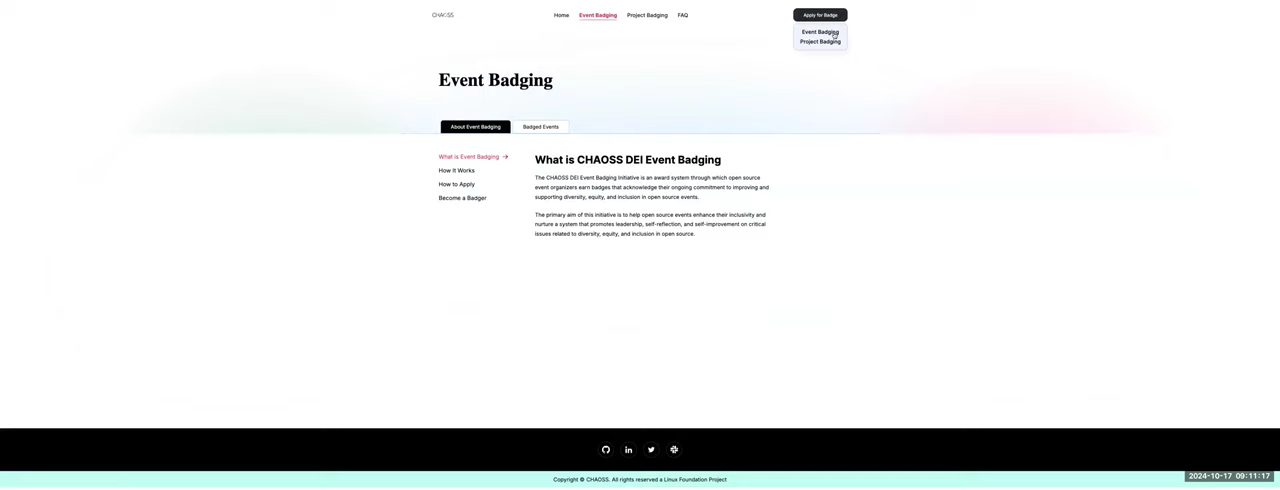 CHAOSS
Home
Event Badging
Project Badging
FAQ
Apply for Badge
Event Badging
Project Badging
Event Badging
About Event Badging
Badged Events
What is Event Badging →
How It Works
How to Apply
Become a Badger
What is CHAOSS DEI Event Badging
The CHAOSS DEI Event Badging Initiative is an award system through which open source
event organizers earn badges that acknowledge their ongoing commitment to improving and
supporting diversity, equity, and inclusion in open source events.
The primary aim of this initiative is to help open source events enhance their inclusivity and
nurture a system that promotes leadership, self-reflection, and self-improvement on critical
issues related to diversity, equity, and inclusion in open source.
in
Copyright © CHAOSS. All rights reserved a Linux Foundation Project
2024-10-17 09:11:17